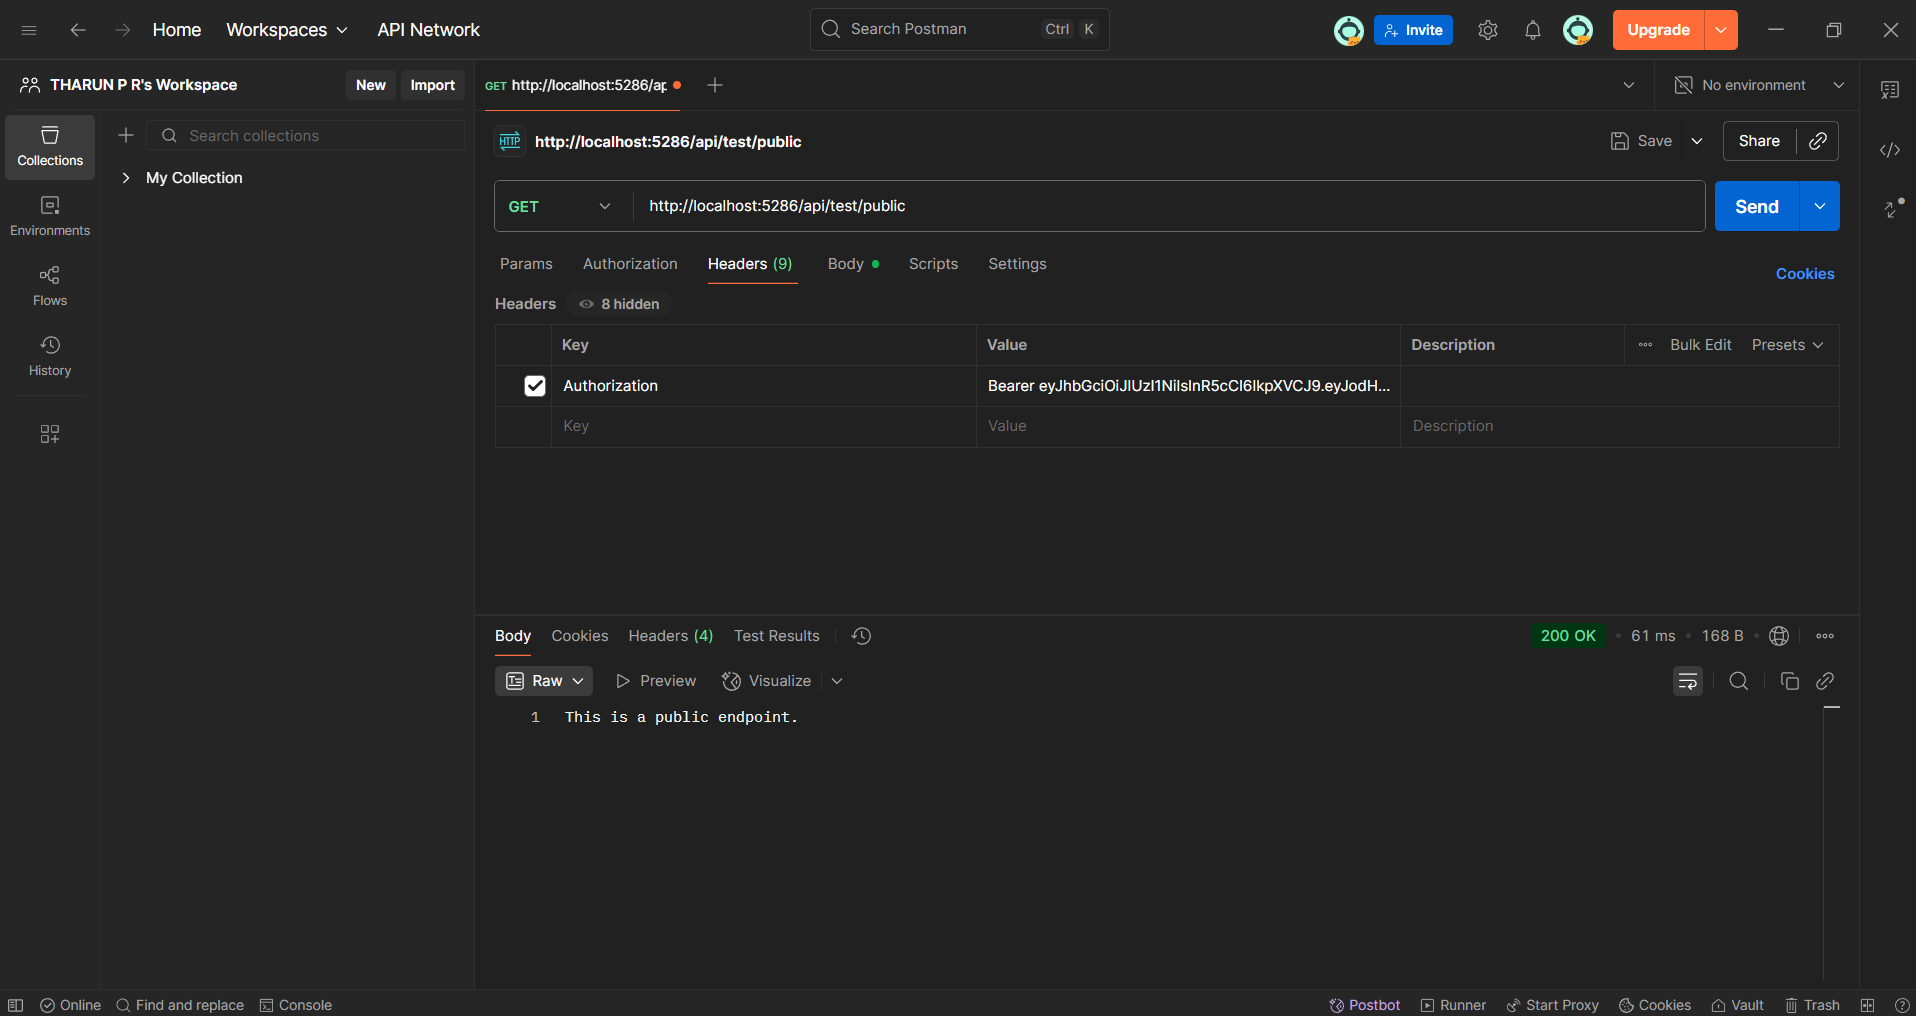 Home Workspaces API Network Search Postman Ctrl K Invite Upgrade
THARUN P R's Workspace New Import GET http://localhost:5286/ap No environment
Search collections
Collections
My Collection
Environments
Flows
History
HTTP http://localhost:5286/api/test/public Save Share
GET http://localhost:5286/api/test/public Send
Params Authorization Headers (9) Body Scripts Settings Cookies
Headers 8 hidden
Key Value Description Bulk Edit Presets
Authorization Bearer eyJhbGciOiJIUzI1NiIsInR5cCI6IkpXVCJ9.eyJodH...
Key Value Description
Body Cookies Headers (4) Test Results 200 OK 61 ms 168 B
Raw Preview Visualize
1 This is a public endpoint.
Online Find and replace Console Postbot Runner Start Proxy Cookies Vault Trash